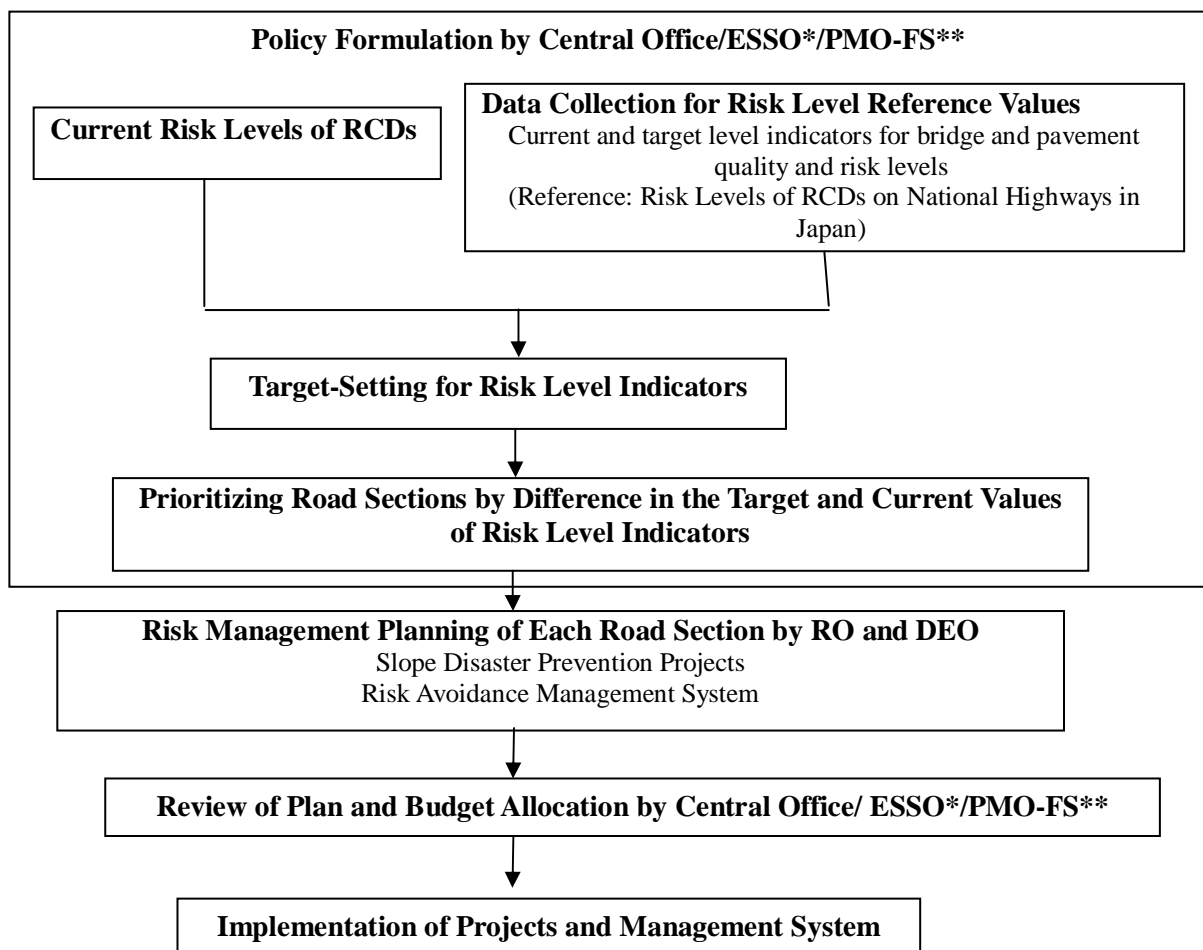 Policy Formulation by Central Office/ESSO*/PMO-FS**
Current Risk Levels of RCDs
Data Collection for Risk Level Reference Values
Current and target level indicators for bridge and pavement
quality and risk levels
(Reference: Risk Levels of RCDs on National Highways in
Japan)
Target-Setting for Risk Level Indicators
Prioritizing Road Sections by Difference in the Target and Current Values
of Risk Level Indicators
Risk Management Planning of Each Road Section by RO and DEO
Slope Disaster Prevention Projects
Risk Avoidance Management System
Review of Plan and Budget Allocation by Central Office/ ESSO*/PMO-FS**
Implementation of Projects and Management System